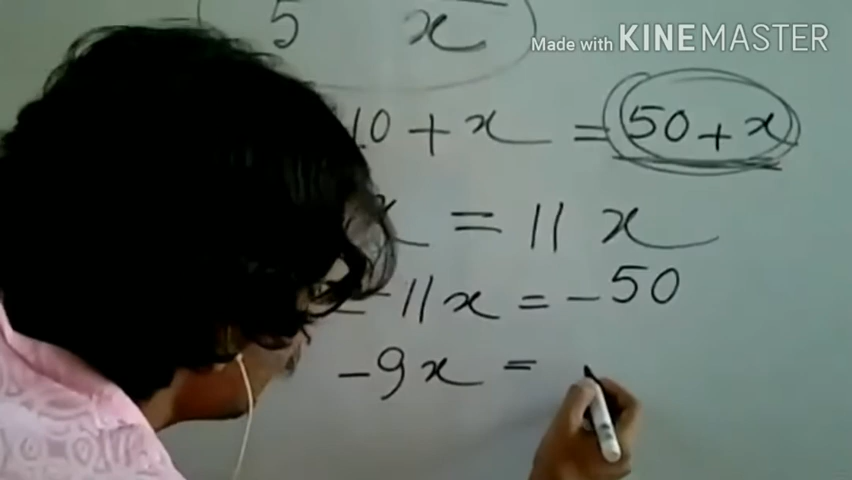 5 x
Made with KINEMASTER
10 + x = 50 + x
x = 11 x
- 11x = - 50
- 9x =